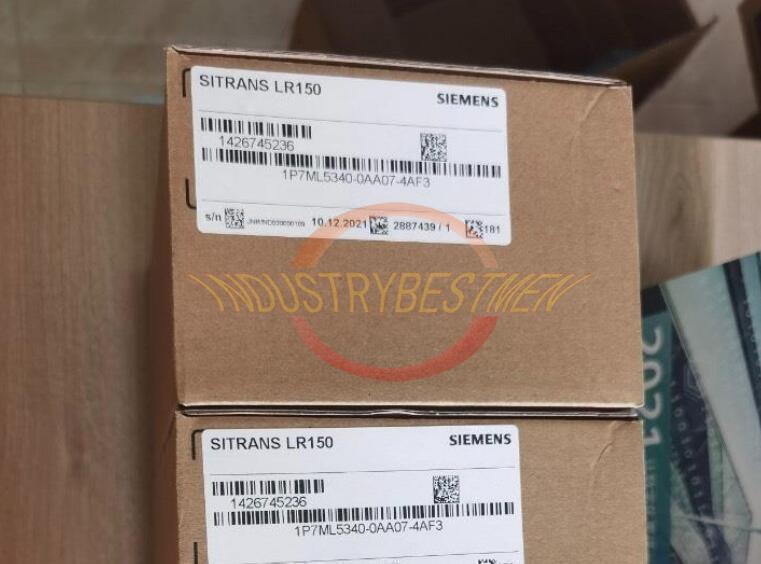 SITRANS LR150
SIEMENS
1426745236
1P7ML5340-0AA07-4AF3
s/n 10.12.2021 2887439 / 1 181
INDUSTRYBESTMEN
SITRANS LR150
SIEMENS
1426745236
1P7ML5340-0AA07-4AF3
2021